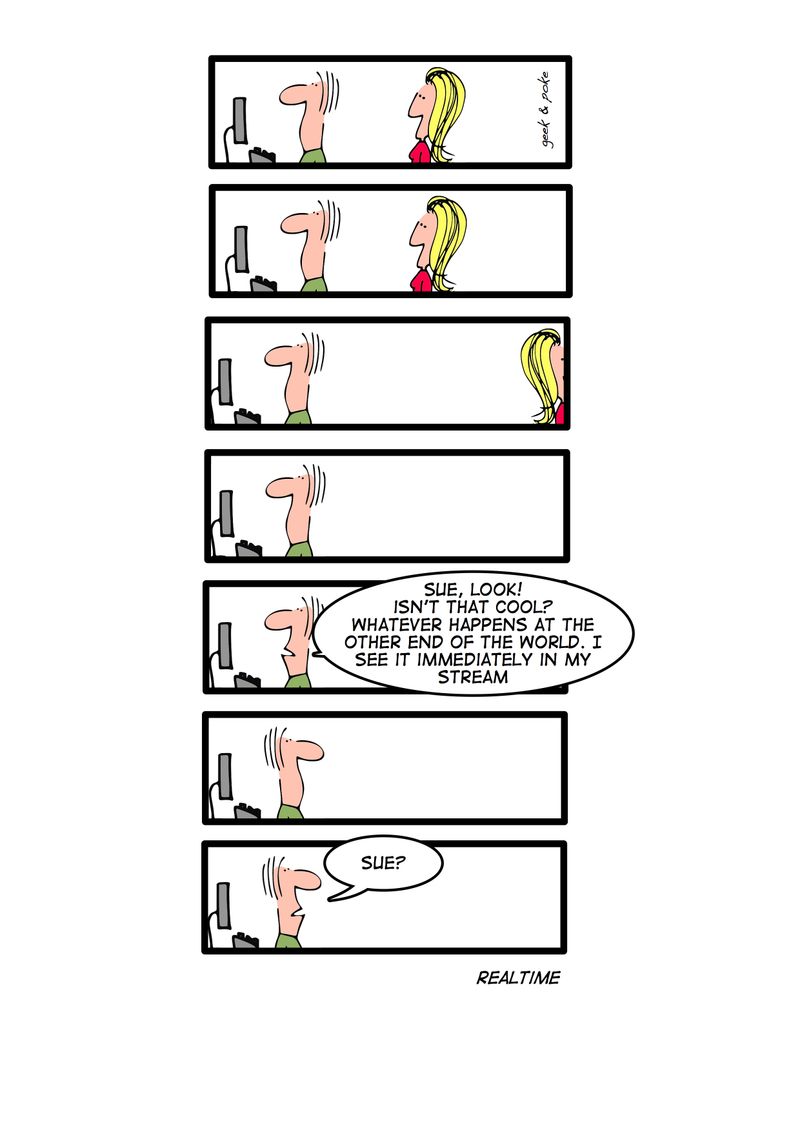 geek & poke
SUE, LOOK!
ISN'T THAT COOL?
WHATEVER HAPPENS AT THE
OTHER END OF THE WORLD. I
SEE IT IMMEDIATELY IN MY
STREAM
SUE?
REALTIME